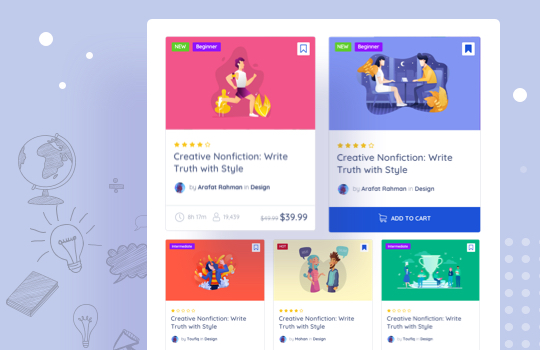 NEW Beginner
Creative Nonfiction: Write
Truth with Style
by Arafat Rahman in Design
8h 17m 19.439 $49.99 $39.99
NEW Beginner
Creative Nonfiction: Write
Truth with Style
by Arafat Rahman in Design
ADD TO CART
Intermediate
Creative Nonfiction: Write
Truth with Style
by Toufiq in Design
HOT
Creative Nonfiction: Write
Truth with Style
by Mohan in Design
Intermediate
Creative Nonfiction: Write
Truth with Style
by Toufiq in Design